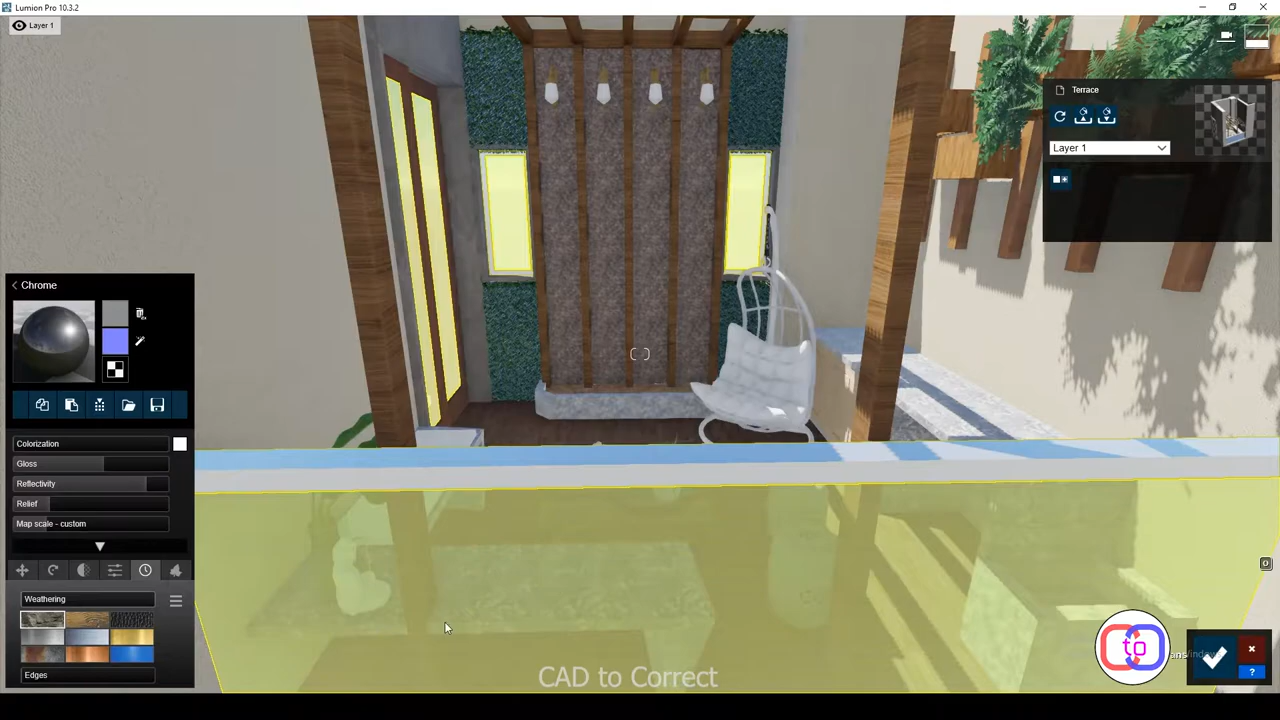 Lumion Pro 10.3.2
Layer 1
Terrace
Layer 1
Chrome
Colorization
Gloss
Reflectivity
Relief
Map scale - custom
Weathering
Edges
CAD to Correct
to
?